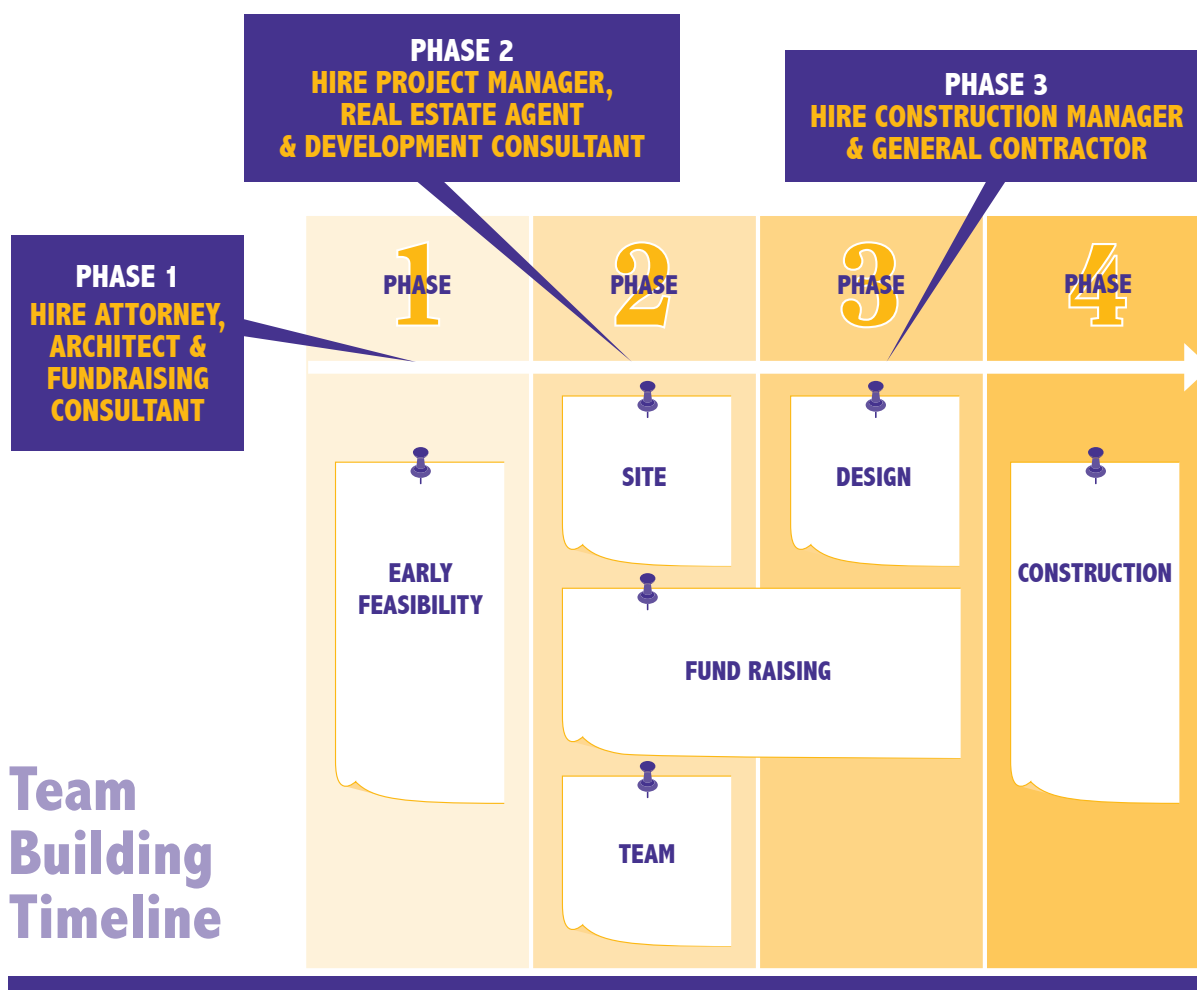 PHASE 2
HIRE PROJECT MANAGER,
REAL ESTATE AGENT
& DEVELOPMENT CONSULTANT
PHASE 3
HIRE CONSTRUCTION MANAGER
& GENERAL CONTRACTOR
PHASE 1
HIRE ATTORNEY,
ARCHITECT &
FUNDRAISING
CONSULTANT
PHASE 1
PHASE 2
PHASE 3
PHASE 4
EARLY
FEASIBILITY
SITE
DESIGN
FUND RAISING
TEAM
CONSTRUCTION
Team
Building
Timeline